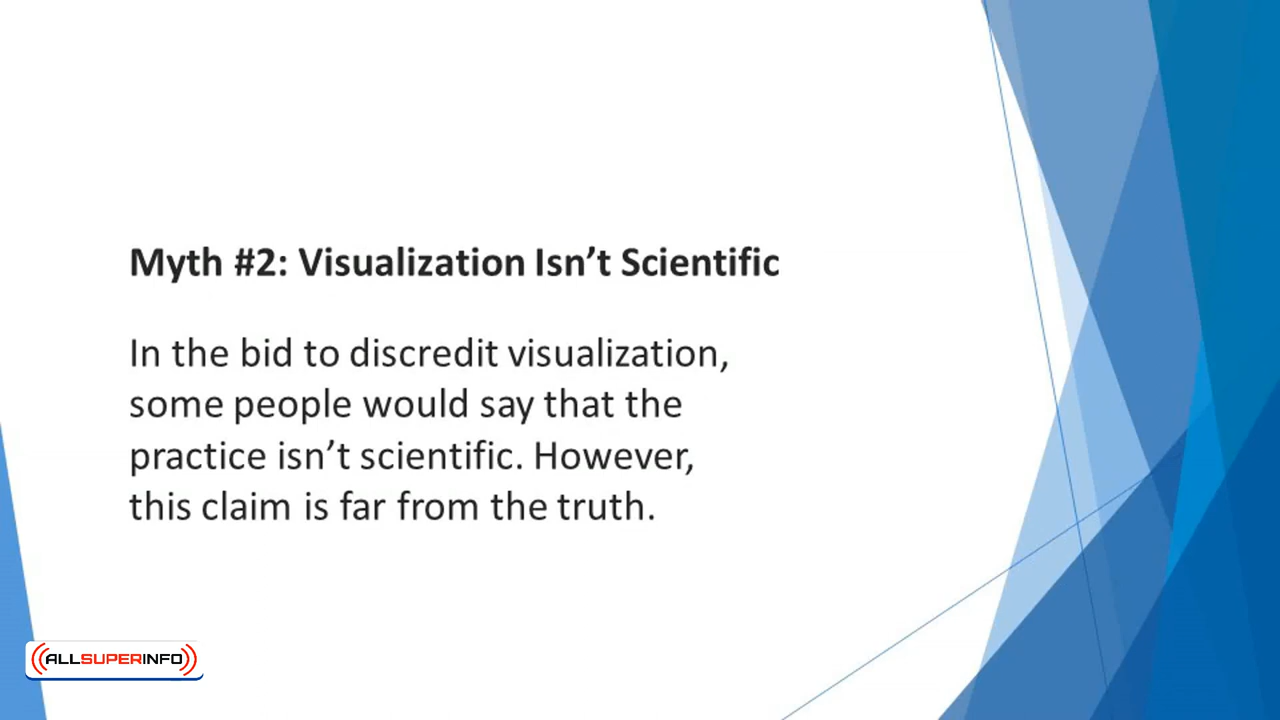 Myth #2: Visualization Isn’t Scientific
In the bid to discredit visualization,
some people would say that the
practice isn’t scientific. However,
this claim is far from the truth.
ALLSUPERINFO